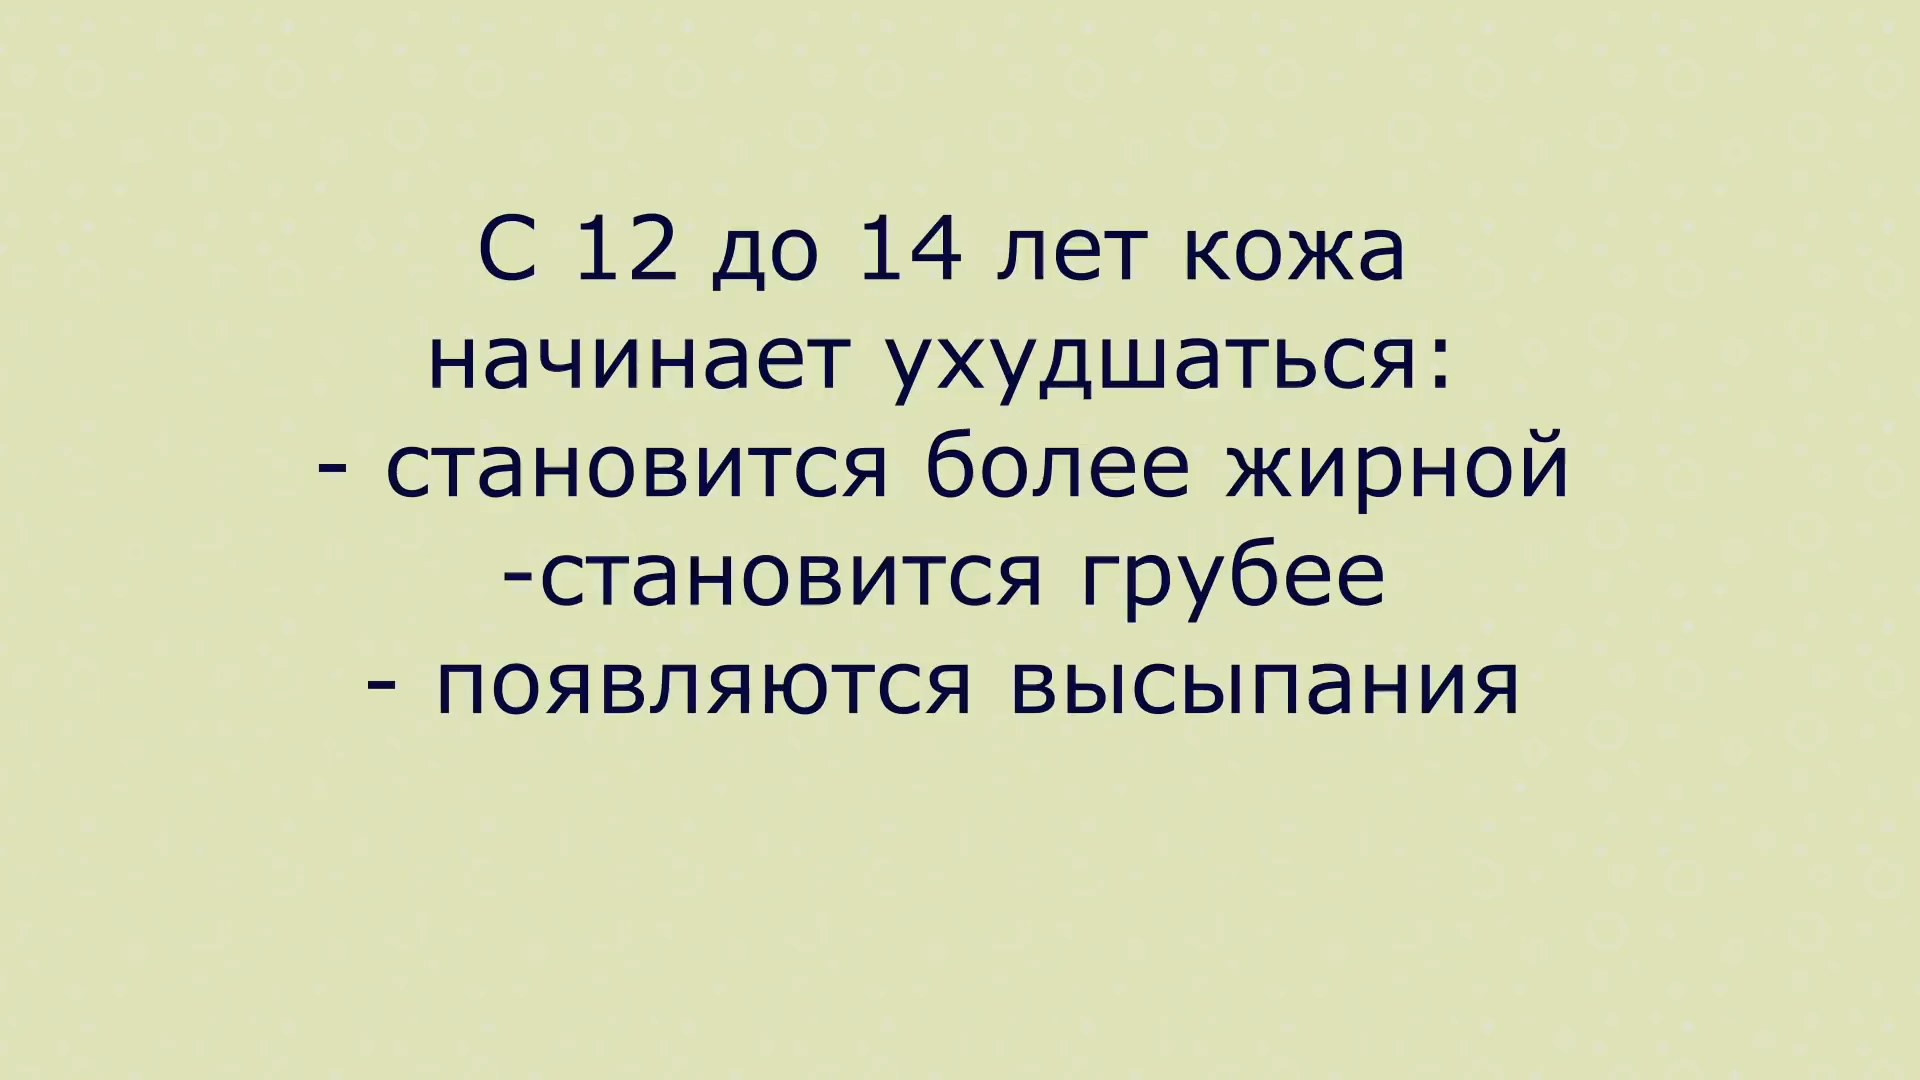 С 12 до 14 лет кожа
начинает ухудшаться:
- становится более жирной
-становится грубее
- появляются высыпания